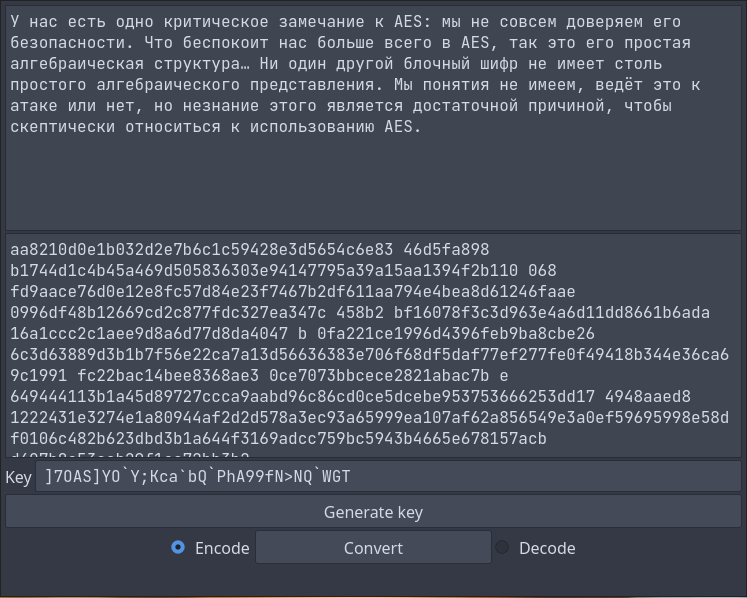 У нас есть одно критическое замечание к AES: мы не совсем доверяем его
безопасности. Что беспокоит нас больше всего в AES, так это его простая
алгебраическая структура… Ни один другой блочный шифр не имеет столь
простого алгебраического представления. Мы понятия не имеем, ведёт это к
атаке или нет, но незнание этого является достаточной причиной, чтобы
скептически относиться к использованию AES.
aa8210d0e1b032d2e7b6c1c59428e3d5654c6e83 46d5fa898
b1744d1c4b45a469d505836303e94147795a39a15aa1394f2b110 068
fd9aace76d0e12e8fc57d84e23f7467b2df611aa794e4bea8d61246faae
0996df48b12669cd2c877fdc327ea347c 458b2 bf16078f3c3d963e4a6d11dd8661b6ada
16a1ccc2c1aee9d8a6d77d8da4047 b 0fa221ce1996d4396feb9ba8cbe26
6c3d63889d3b1b7f56e22ca7a13d56636383e706f68df5daf77ef277fe0f49418b344e36ca6
9c1991 fc22bac14bee8368ae3 0ce7073bbcece2821abac7b e
649444113b1a45d89727ccca9aabd96c86cd0ce5dcebe953753666253dd17 4948aaed8
1222431e3274e1a80944af2d2d578a3ec93a65999ea107af62a856549e3a0ef59695998e58d
f0106c482b623dbd3b1a644f3169adcc759bc5943b4665e678157acb
Key ]7OAS]YO`Y;Kca`bQ`PhA99fN>NQ`WGT
Generate key
Encode Convert Decode